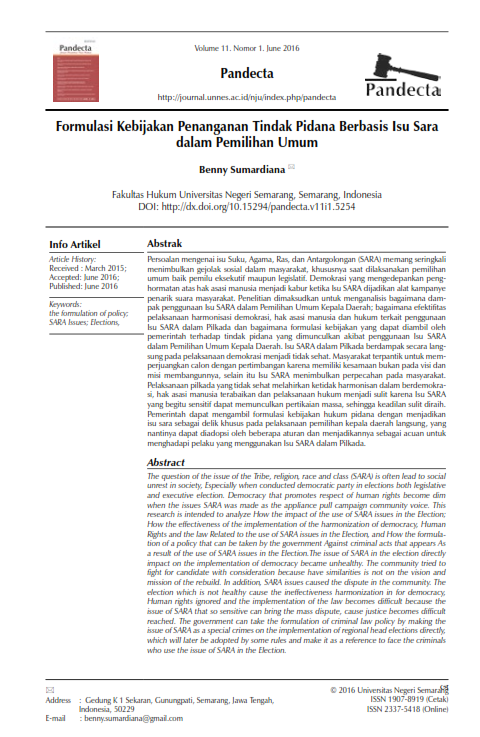 Pandecta
Volume 11. Nomor 1. June 2016
Pandecta
http://journal.unnes.ac.id/nju/index.php/pandecta
Pandecta
Formulasi Kebijakan Penanganan Tindak Pidana Berbasis Isu Sara
dalam Pemilihan Umum
Benny Sumardiana
Fakultas Hukum Universitas Negeri Semarang, Semarang, Indonesia
DOI: http://dx.doi.org/10.15294/pandecta.v11i1.5254
Info Artikel
Article History:
Received : March 2015;
Accepted: June 2016;
Published: June 2016
Keywords:
the formulation of policy;
SARA Issues; Elections,
Abstrak
Persoalan mengenai isu Suku, Agama, Ras, dan Antargolongan (SARA) memang seringkali
menimbulkan gejolak sosial dalam masyarakat, khususnya saat dilaksanakan pemilihan
umum baik pemilu eksekutif maupun legislatif. Demokrasi yang mengedepankan peng-
hormatan atas hak asasi manusia menjadi kabur ketika Isu SARA dijadikan alat kampanye
penarik suara masyarakat. Penelitian dimaksudkan untuk menganalisis bagaimana dam-
pak penggunaan Isu SARA dalam Pemilihan Umum Kepala Daerah; bagaimana efektifitas
pelaksanaan harmonisasi demokrasi, hak asasi manusia dan hukum terkait penggunaan
Isu SARA dalam Pilkada dan bagaimana formulasi kebijakan yang dapat diambil oleh
pemerintah terhadap tindak pidana yang dimunculkan akibat penggunaan Isu SARA
dalam Pemilihan Umum Kepala Daerah. Isu SARA dalam Pilkada berdampak secara lang-
sung pada pelaksanaan demokrasi menjadi tidak sehat. Masyarakat terpantik untuk mem-
perjuangkan calon dengan pertimbangan karena memiliki kesamaan bukan pada visi dan
misi membangunnya, selain itu Isu SARA menimbulkan perpecahan pada masyarakat.
Pelaksanaan pilkada yang tidak sehat melahirkan ketidak harmonisan dalam berdemokra-
si, hak asasi manusia terabaikan dan pelaksanaan hukum menjadi sulit karena Isu SARA
yang begitu sensitif dapat memunculkan pertikaian massa, sehingga keadilan sulit diraih.
Pemerintah dapat mengambil formulasi kebijakan hukum pidana dengan menjadikan
isu sara sebagai delik khusus pada pelaksanaan pemilihan kepala daerah langsung, yang
nantinya dapat diadopsi oleh beberapa aturan dan menjadikannya sebagai acuan untuk
menghadapi pelaku yang menggunakan Isu SARA dalam Pilkada.
Abstract
The question of the issue of the Tribe, religion, race and class (SARA) is often lead to social
unrest in society, Especially when conducted democratic party in elections both legislative
and executive election. Democracy that promotes respect of human rights become dim
when the issues SARA was made as the appliance pull campaign community voice. This
research is intended to analyze How the impact of the use of SARA issues in the Election;
How the effectiveness of the implementation of the harmonization of democracy, Human
Rights and the law Related to the use of SARA issues in the Election, and How the formula-
tion of a policy that can be taken by the government Against criminal acts that appears As
a result of the use of SARA issues in the Election.The issue of SARA in the election directly
impact on the implementation of democracy became unhealthy. The community tried to
fight for candidate with consideration because have similarities is not on the vision and
mission of the rebuild. In addition, SARA issues caused the dispute in the community. The
election which is not healthy cause the ineffectiveness harmonization in for democracy,
Human rights ignored and the implementation of the law becomes difficult because the
issue of SARA that so sensitive can bring the mass dispute, cause justice becomes difficult
reached. The government can take the formulation of criminal law policy by making the
issue of SARA as a special crimes on the implementation of regional head elections directly,
which will later be adopted by some rules and make it as a reference to face the criminals
who use the issue of SARA in the Election.
Address : Gedung K 1 Sekaran, Gunungpati, Semarang, Jawa Tengah,
Indonesia, 50229
E-mail : benny.sumardiana@gmail.com
© 2016 Universitas Negeri Semarang
ISSN 1907-8919 (Cetak)
ISSN 2337-5418 (Online)